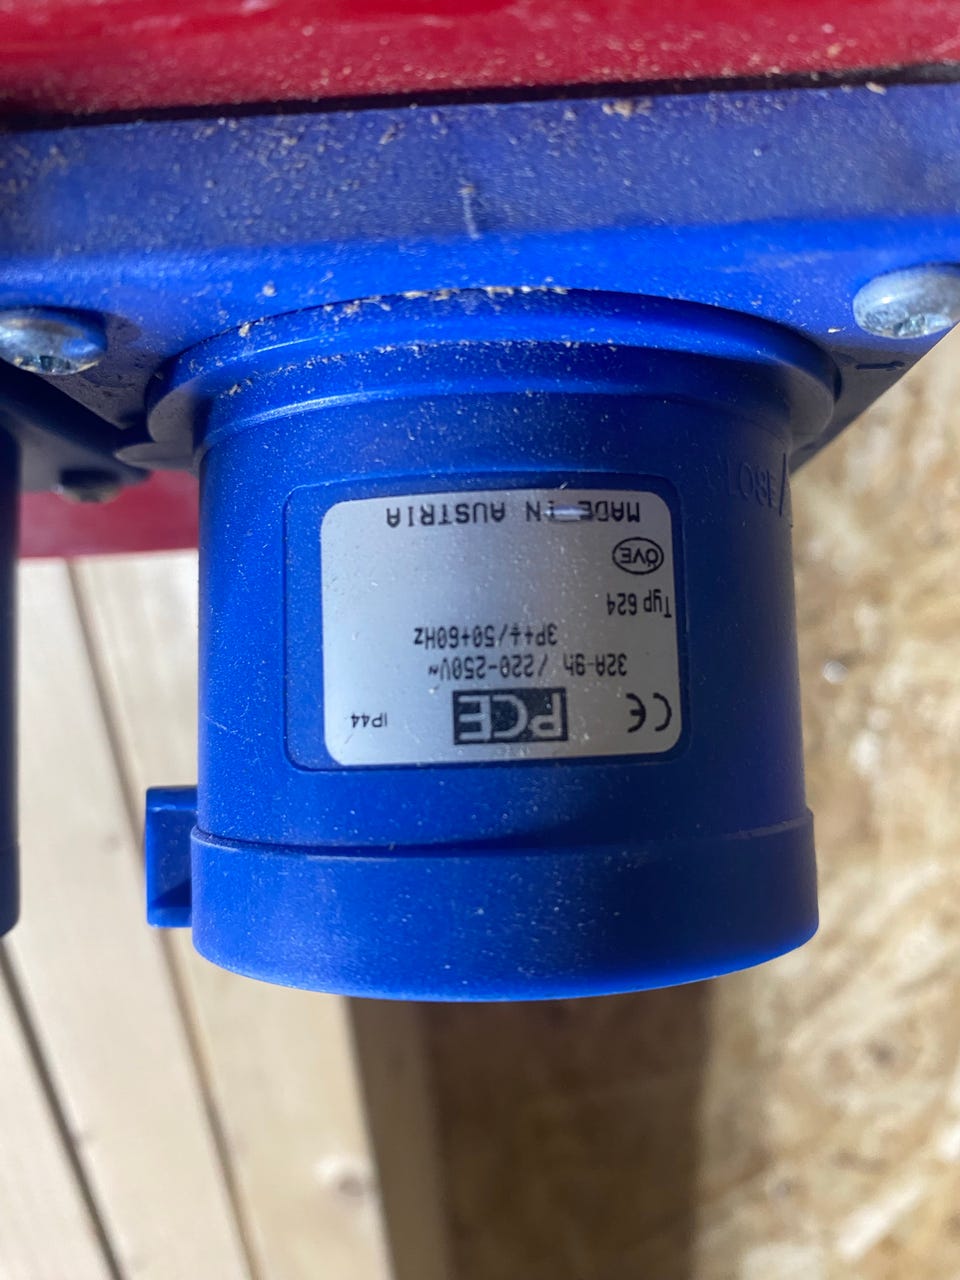 CE PCE IP44
32A-9h /220-250V~
3P+⏚/50+60Hz
Typ 624
ÖVE
MADE IN AUSTRIA